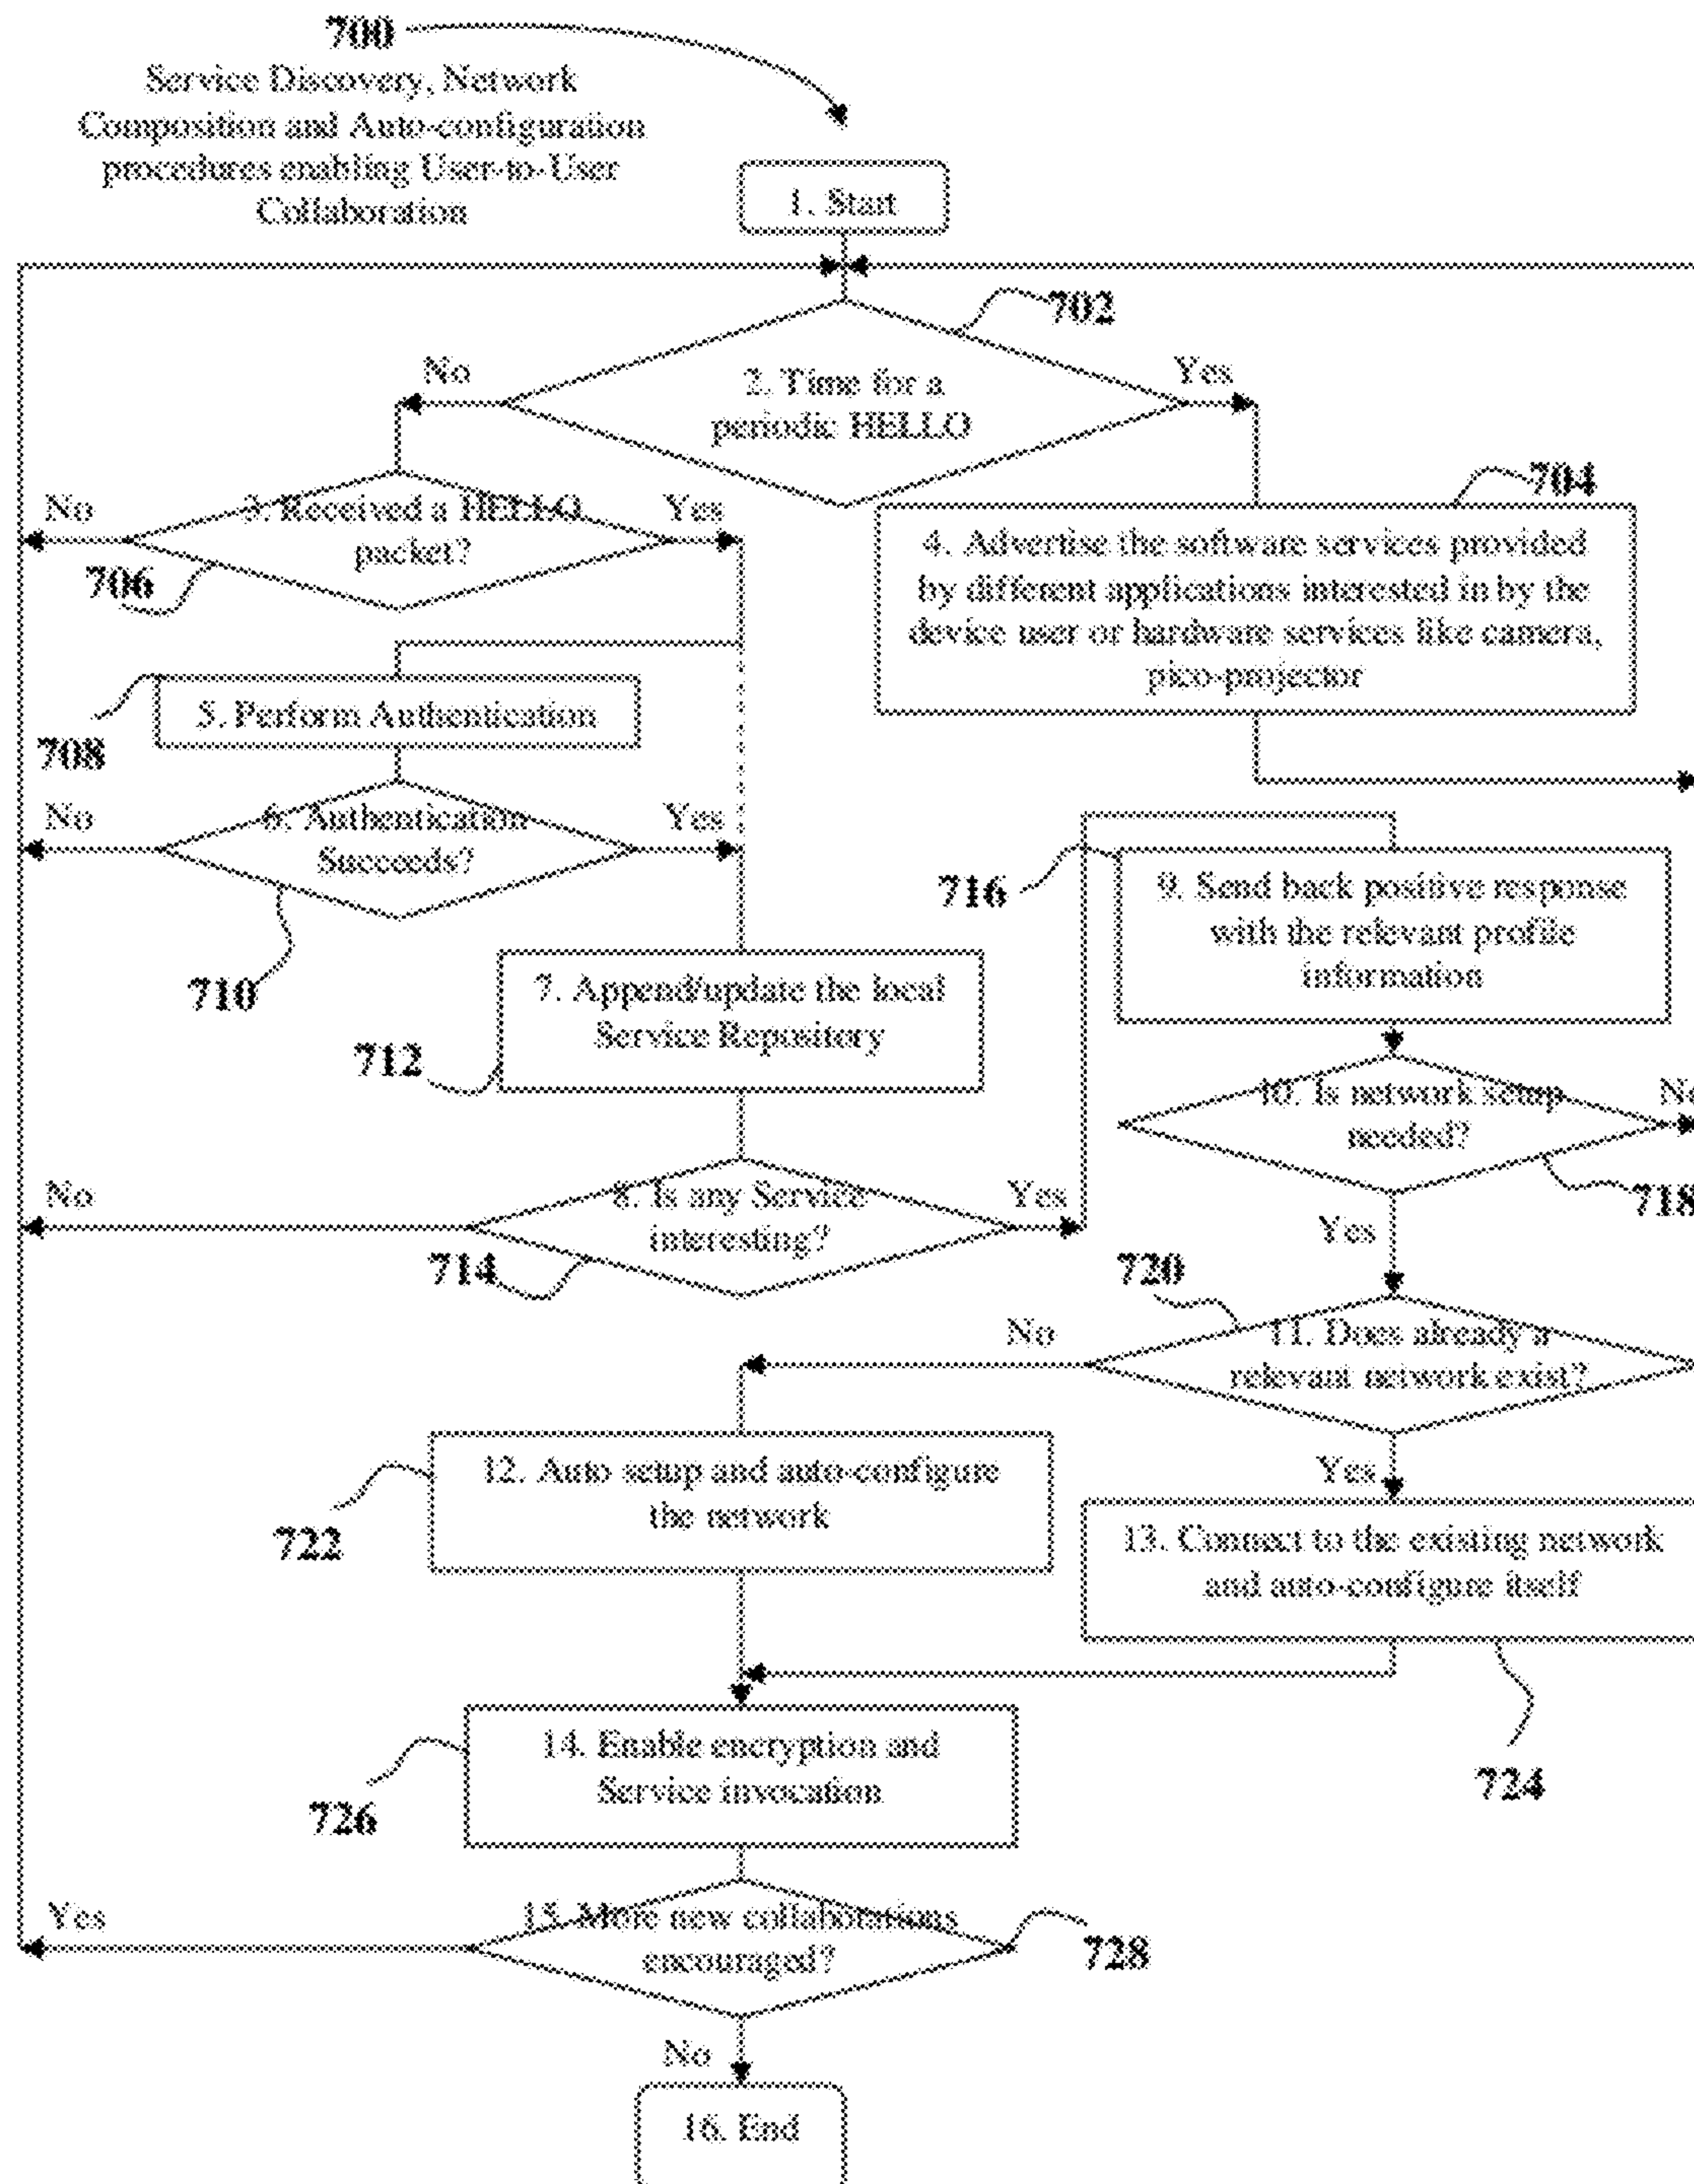 700
Service Discovery, Network
Composition and Auto-configuration
procedures enabling User-to-User
Collaboration
1. Start
702
No
Yes
2. Time for a
periodic HELLO
704
No
3. Received a HELLO
packet?
Yes
706
4. Advertise the software services provided
by different applications interested in by the
device user or hardware services like camera,
pico-projector
5. Perform Authentication
708
No
6. Authentication
Succeeds?
Yes
710
716
9. Send back positive response
with the relevant profile
information
7. Append/update the local
Service Repository
712
10. Is network setup
needed?
No
718
No
8. Is any Service
interesting?
Yes
714
Yes
720
No
11. Does already a
relevant network exist?
12. Auto setup and auto-configure
the network
722
Yes
13. Connect to the existing network
and auto-configure itself
724
14. Enable encryption and
Service invocation
726
Yes
15. More new collaborations
encouraged?
728
No
16. End